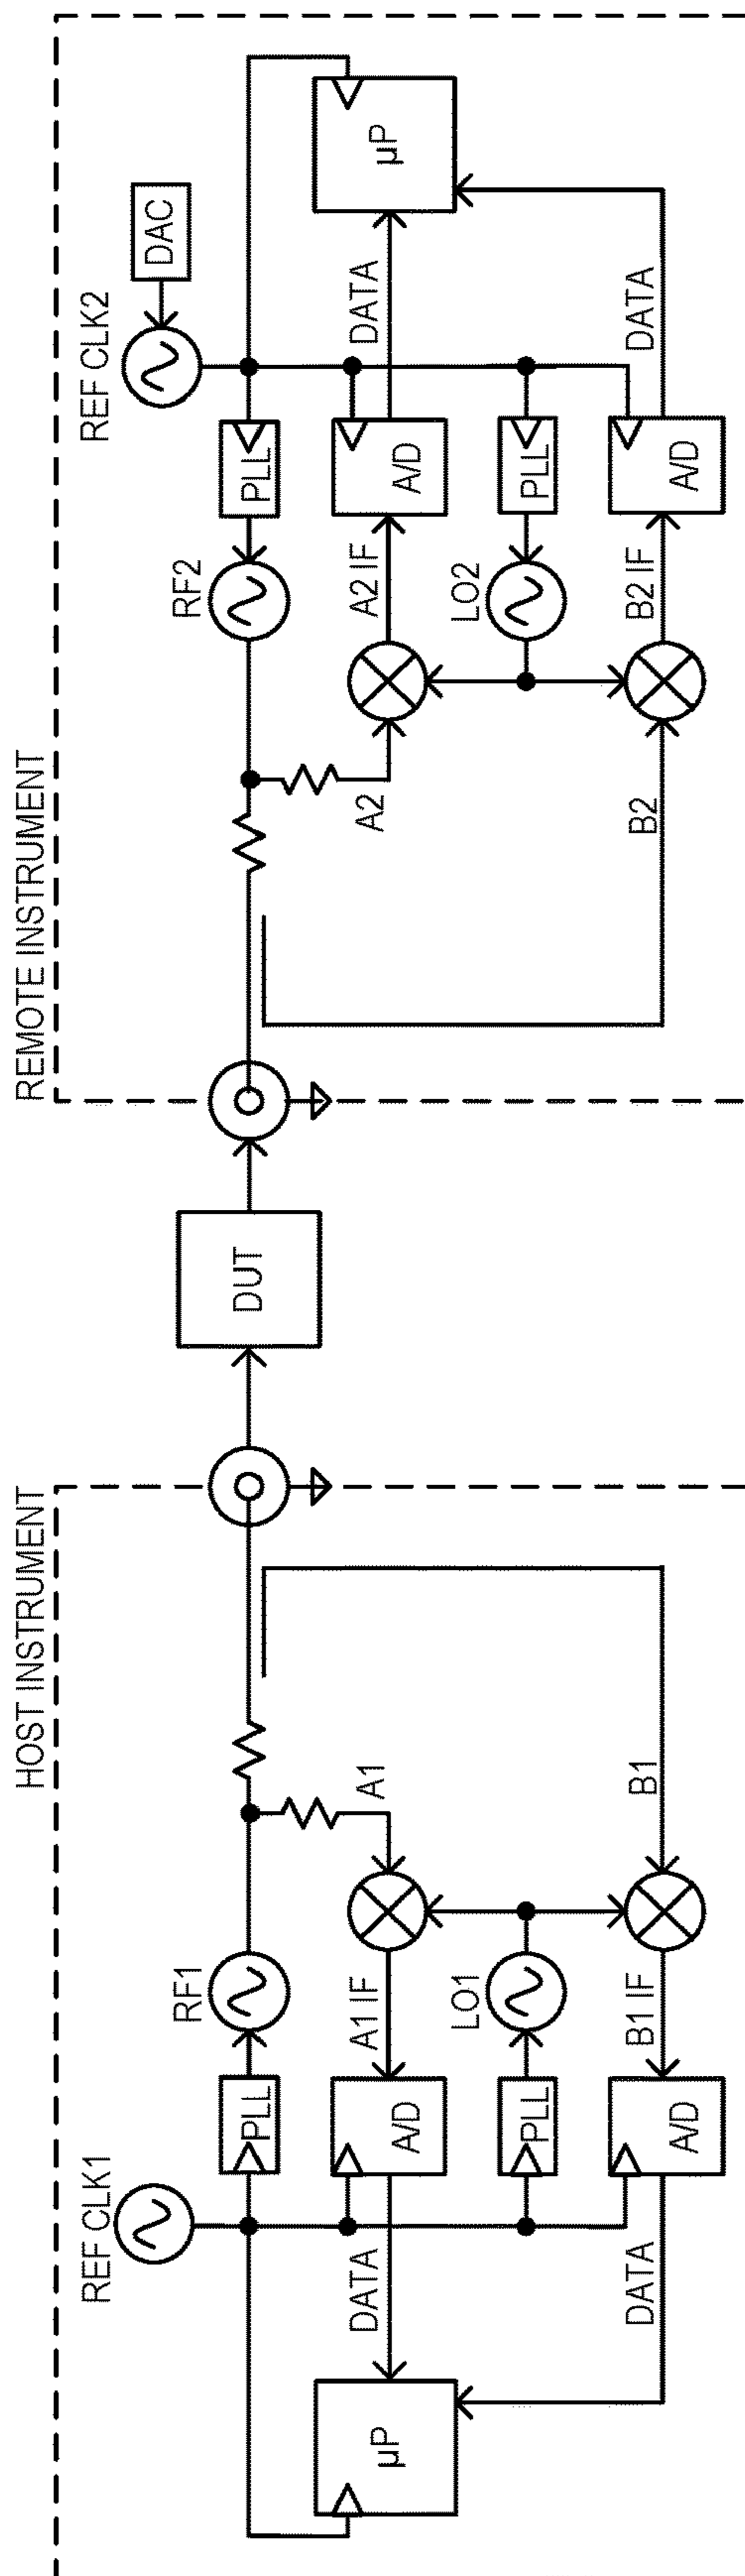 HOST INSTRUMENT
REF CLK1
PLL
RF1
µP
DATA
A/D
A1 IF
A1
PLL
LO1
DATA
A/D
B1 IF
B1
DUT
REMOTE INSTRUMENT
REF CLK2
DAC
RF2
PLL
A2
A2 IF
A/D
DATA
µP
LO2
PLL
B2
B2 IF
A/D
DATA